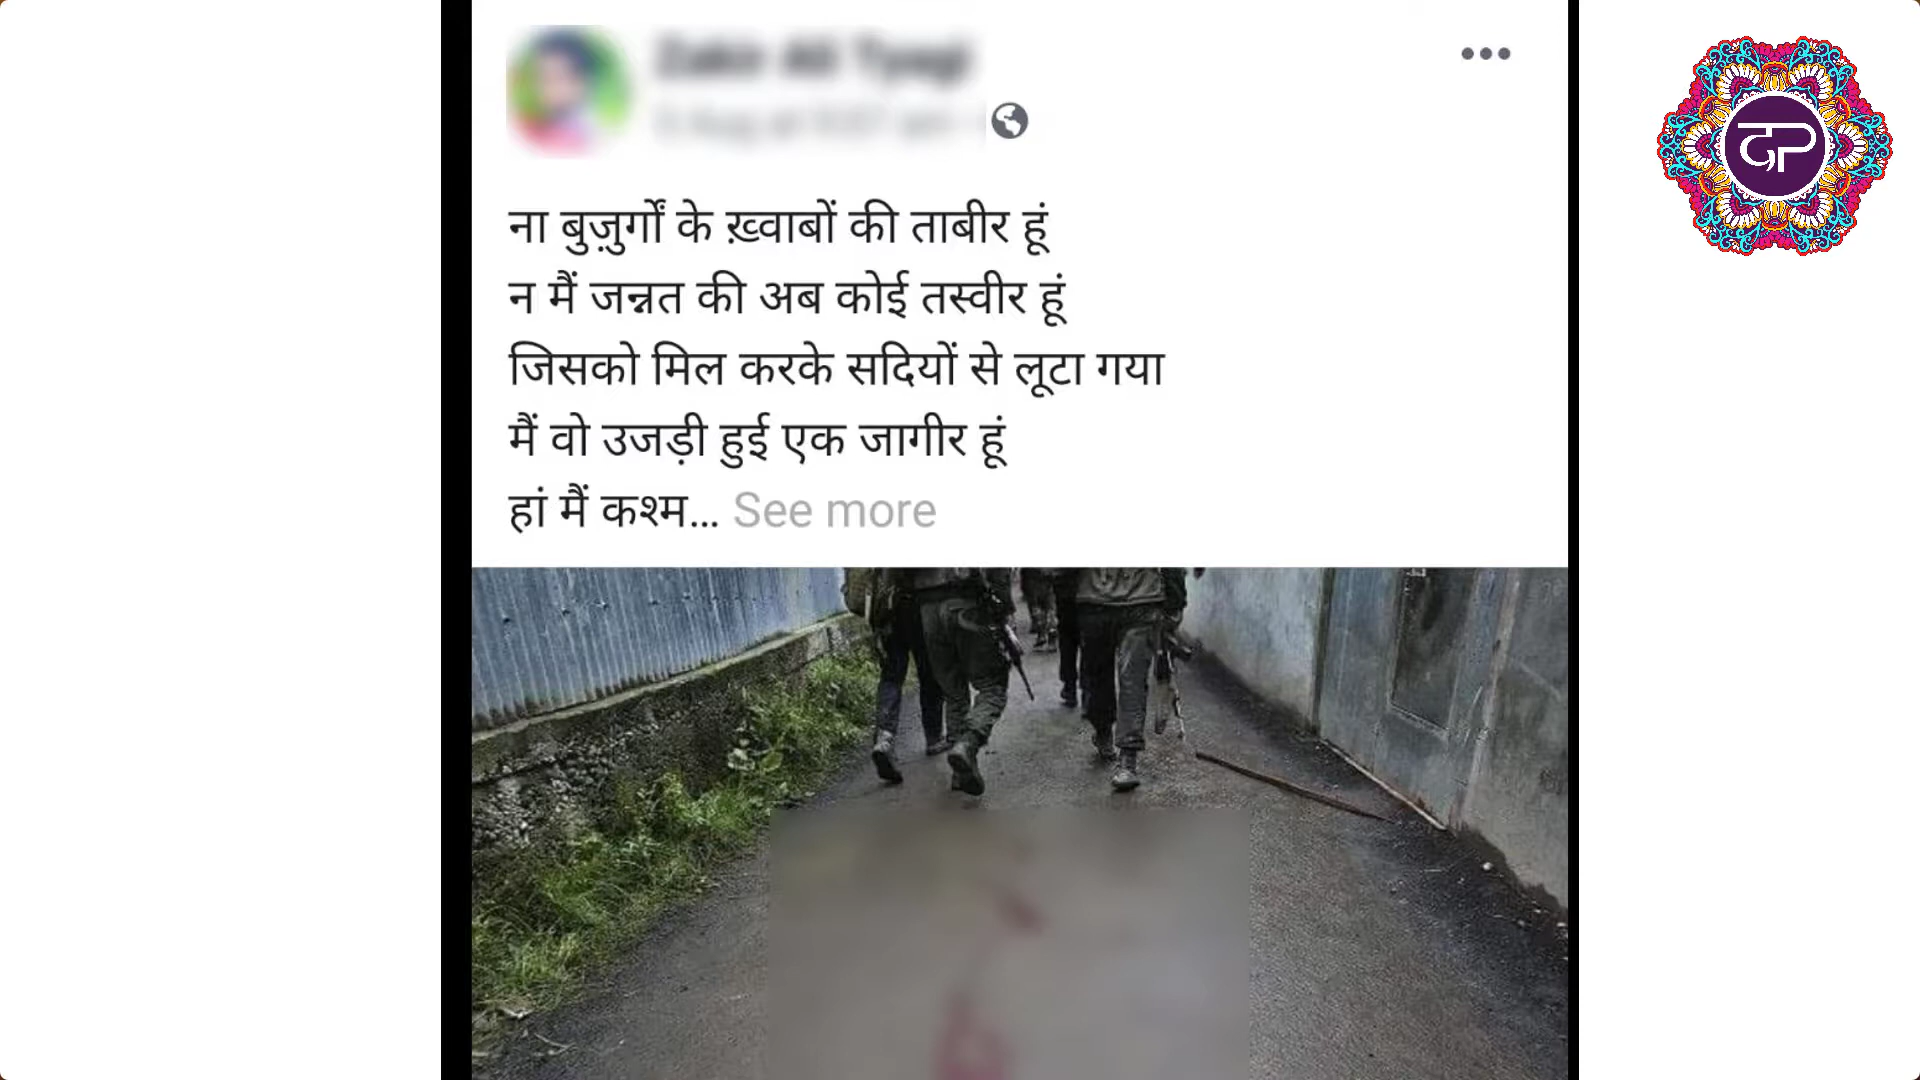 ना बुज़ुर्गों के ख़्वाबों की ताबीर हूं
न मैं जन्नत की अब कोई तस्वीर हूं
जिसको मिल करके सदियों से लूटा गया
मैं वो उजड़ी हुई एक जागीर हूं
हां मैं कश्म... See more